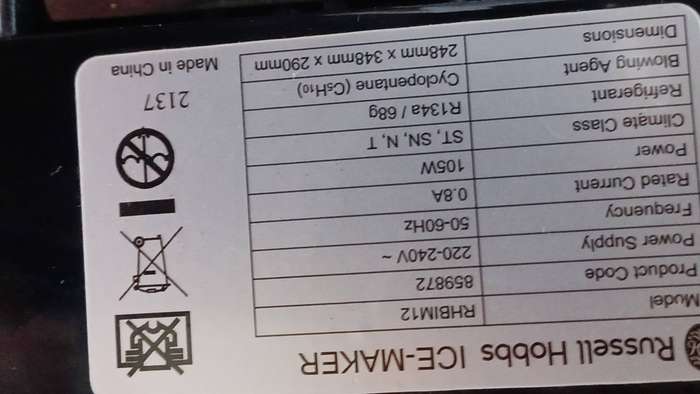 Russell Hobbs ICE-MAKER
Model RHBIM12
Product Code 859872
Power Supply 220-240V ~
Frequency 50-60Hz
Rated Current 0.8A
Power 105W
Climate Class ST, SN, N, T
Refrigerant R134a / 68g
Blowing Agent Cyclopentane (C₅H₁₀)
Dimensions 248mm x 348mm x 290mm
2137
Made in China